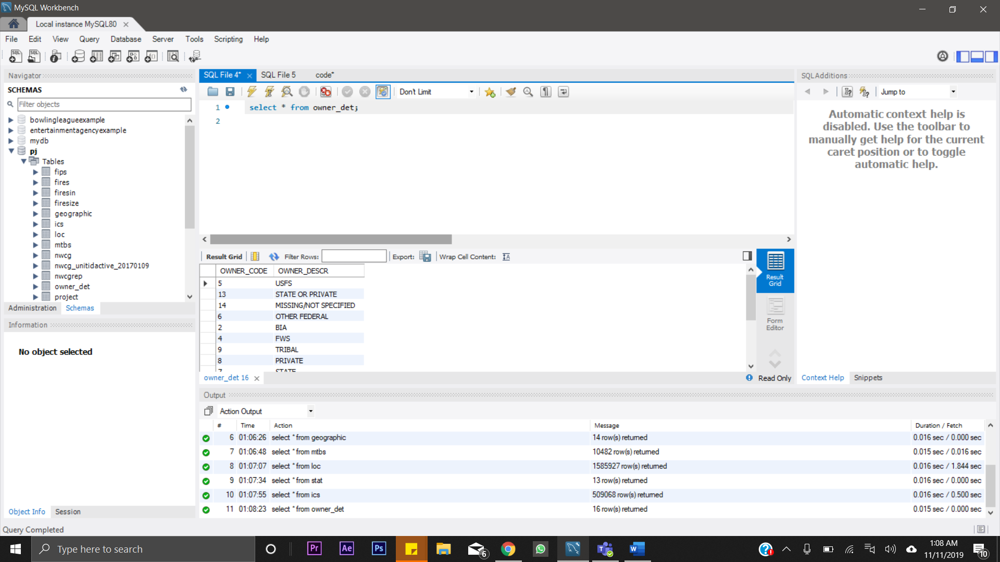 MySQL Workbench
Local instance MySQL80
File Edit View Query Database Server Tools Scripting Help
Navigator
SCHEMAS
Filter objects
bowlingleagueexample
entertainmentagencyexample
mydb
pj
Tables
fips
fires
firesin
firesize
geographic
ics
loc
mtbs
nwcg
nwcg_unitidactive_20170109
nwcgrep
owner_det
project
Administration Schemas
Information
No object selected
Object Info Session
Query Completed
SQL File 4* SQL File 5 code*
Don't Limit
1 select * from owner_det;
2
Result Grid Filter Rows: Export: Wrap Cell Content:
OWNER_CODE OWNER_DESCR
5 USFS
13 STATE OR PRIVATE
14 MISSING/NOT SPECIFIED
6 OTHER FEDERAL
2 BIA
4 FWS
9 TRIBAL
8 PRIVATE
7 STATE
Result Grid
Form Editor
owner_det 16
Read Only
SQLAdditions
Jump to
Automatic context help is
disabled. Use the toolbar to
manually get help for the current
caret position or to toggle
automatic help.
Context Help Snippets
Output
Action Output
# Time Action Message Duration / Fetch
6 01:06:26 select * from geographic 14 row(s) returned 0.016 sec / 0.000 sec
7 01:06:48 select * from mtbs 10482 row(s) returned 0.015 sec / 0.016 sec
8 01:07:07 select * from loc 1585927 row(s) returned 0.016 sec / 1.844 sec
9 01:07:34 select * from stat 13 row(s) returned 0.016 sec / 0.000 sec
10 01:07:55 select * from ics 509068 row(s) returned 0.016 sec / 0.500 sec
11 01:08:23 select * from owner_det 16 row(s) returned 0.015 sec / 0.000 sec
Type here to search
Pr Ae Ps
6
1:08 AM
11/11/2019
10